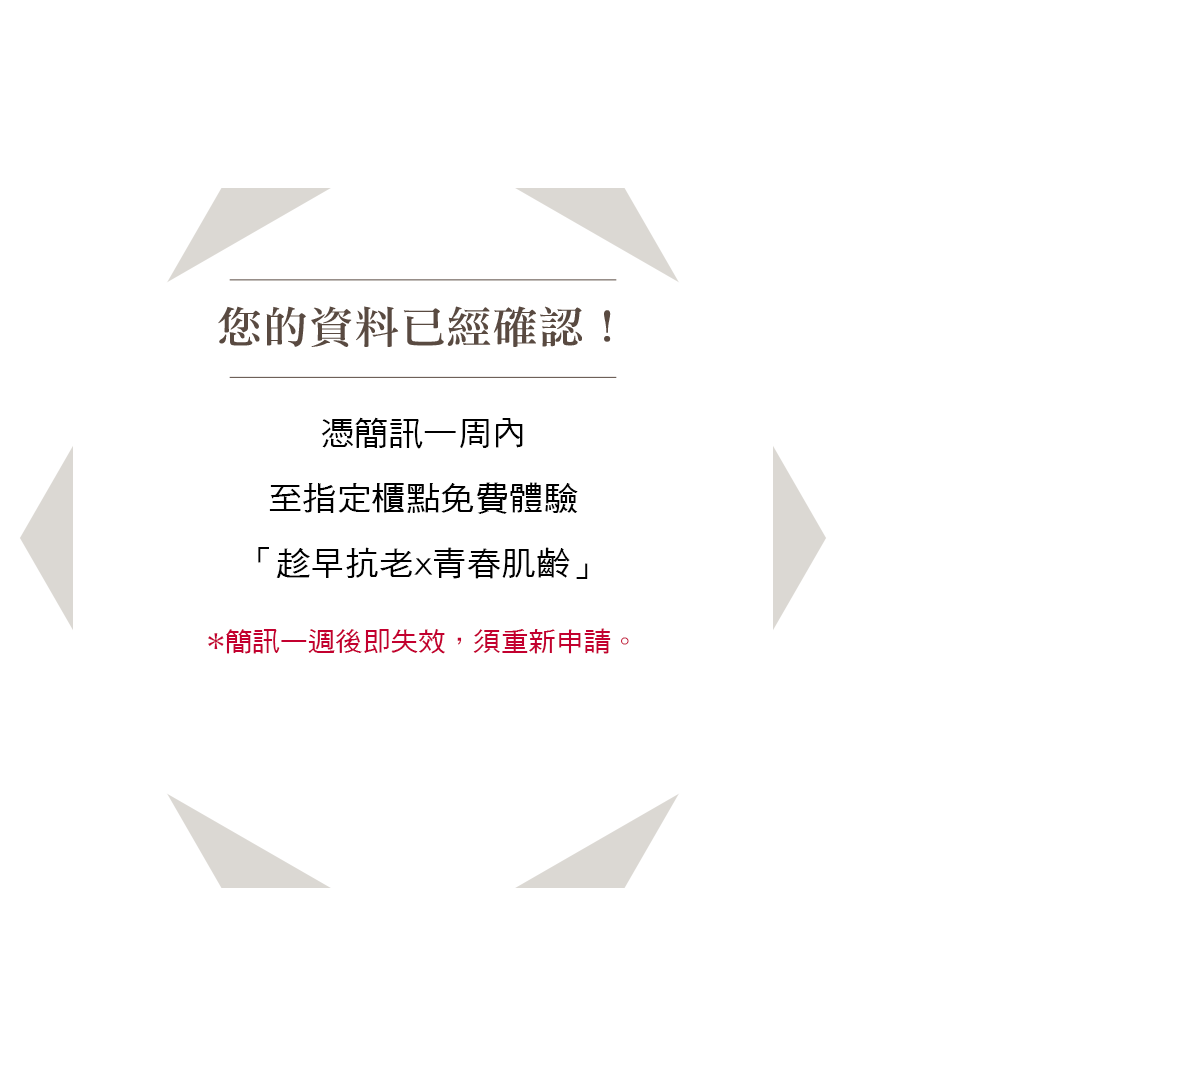 您的資料已經確認！
憑簡訊一周內
至指定櫃點免費體驗
「趁早抗老x青春肌齡」
*簡訊一週後即失效，須重新申請。